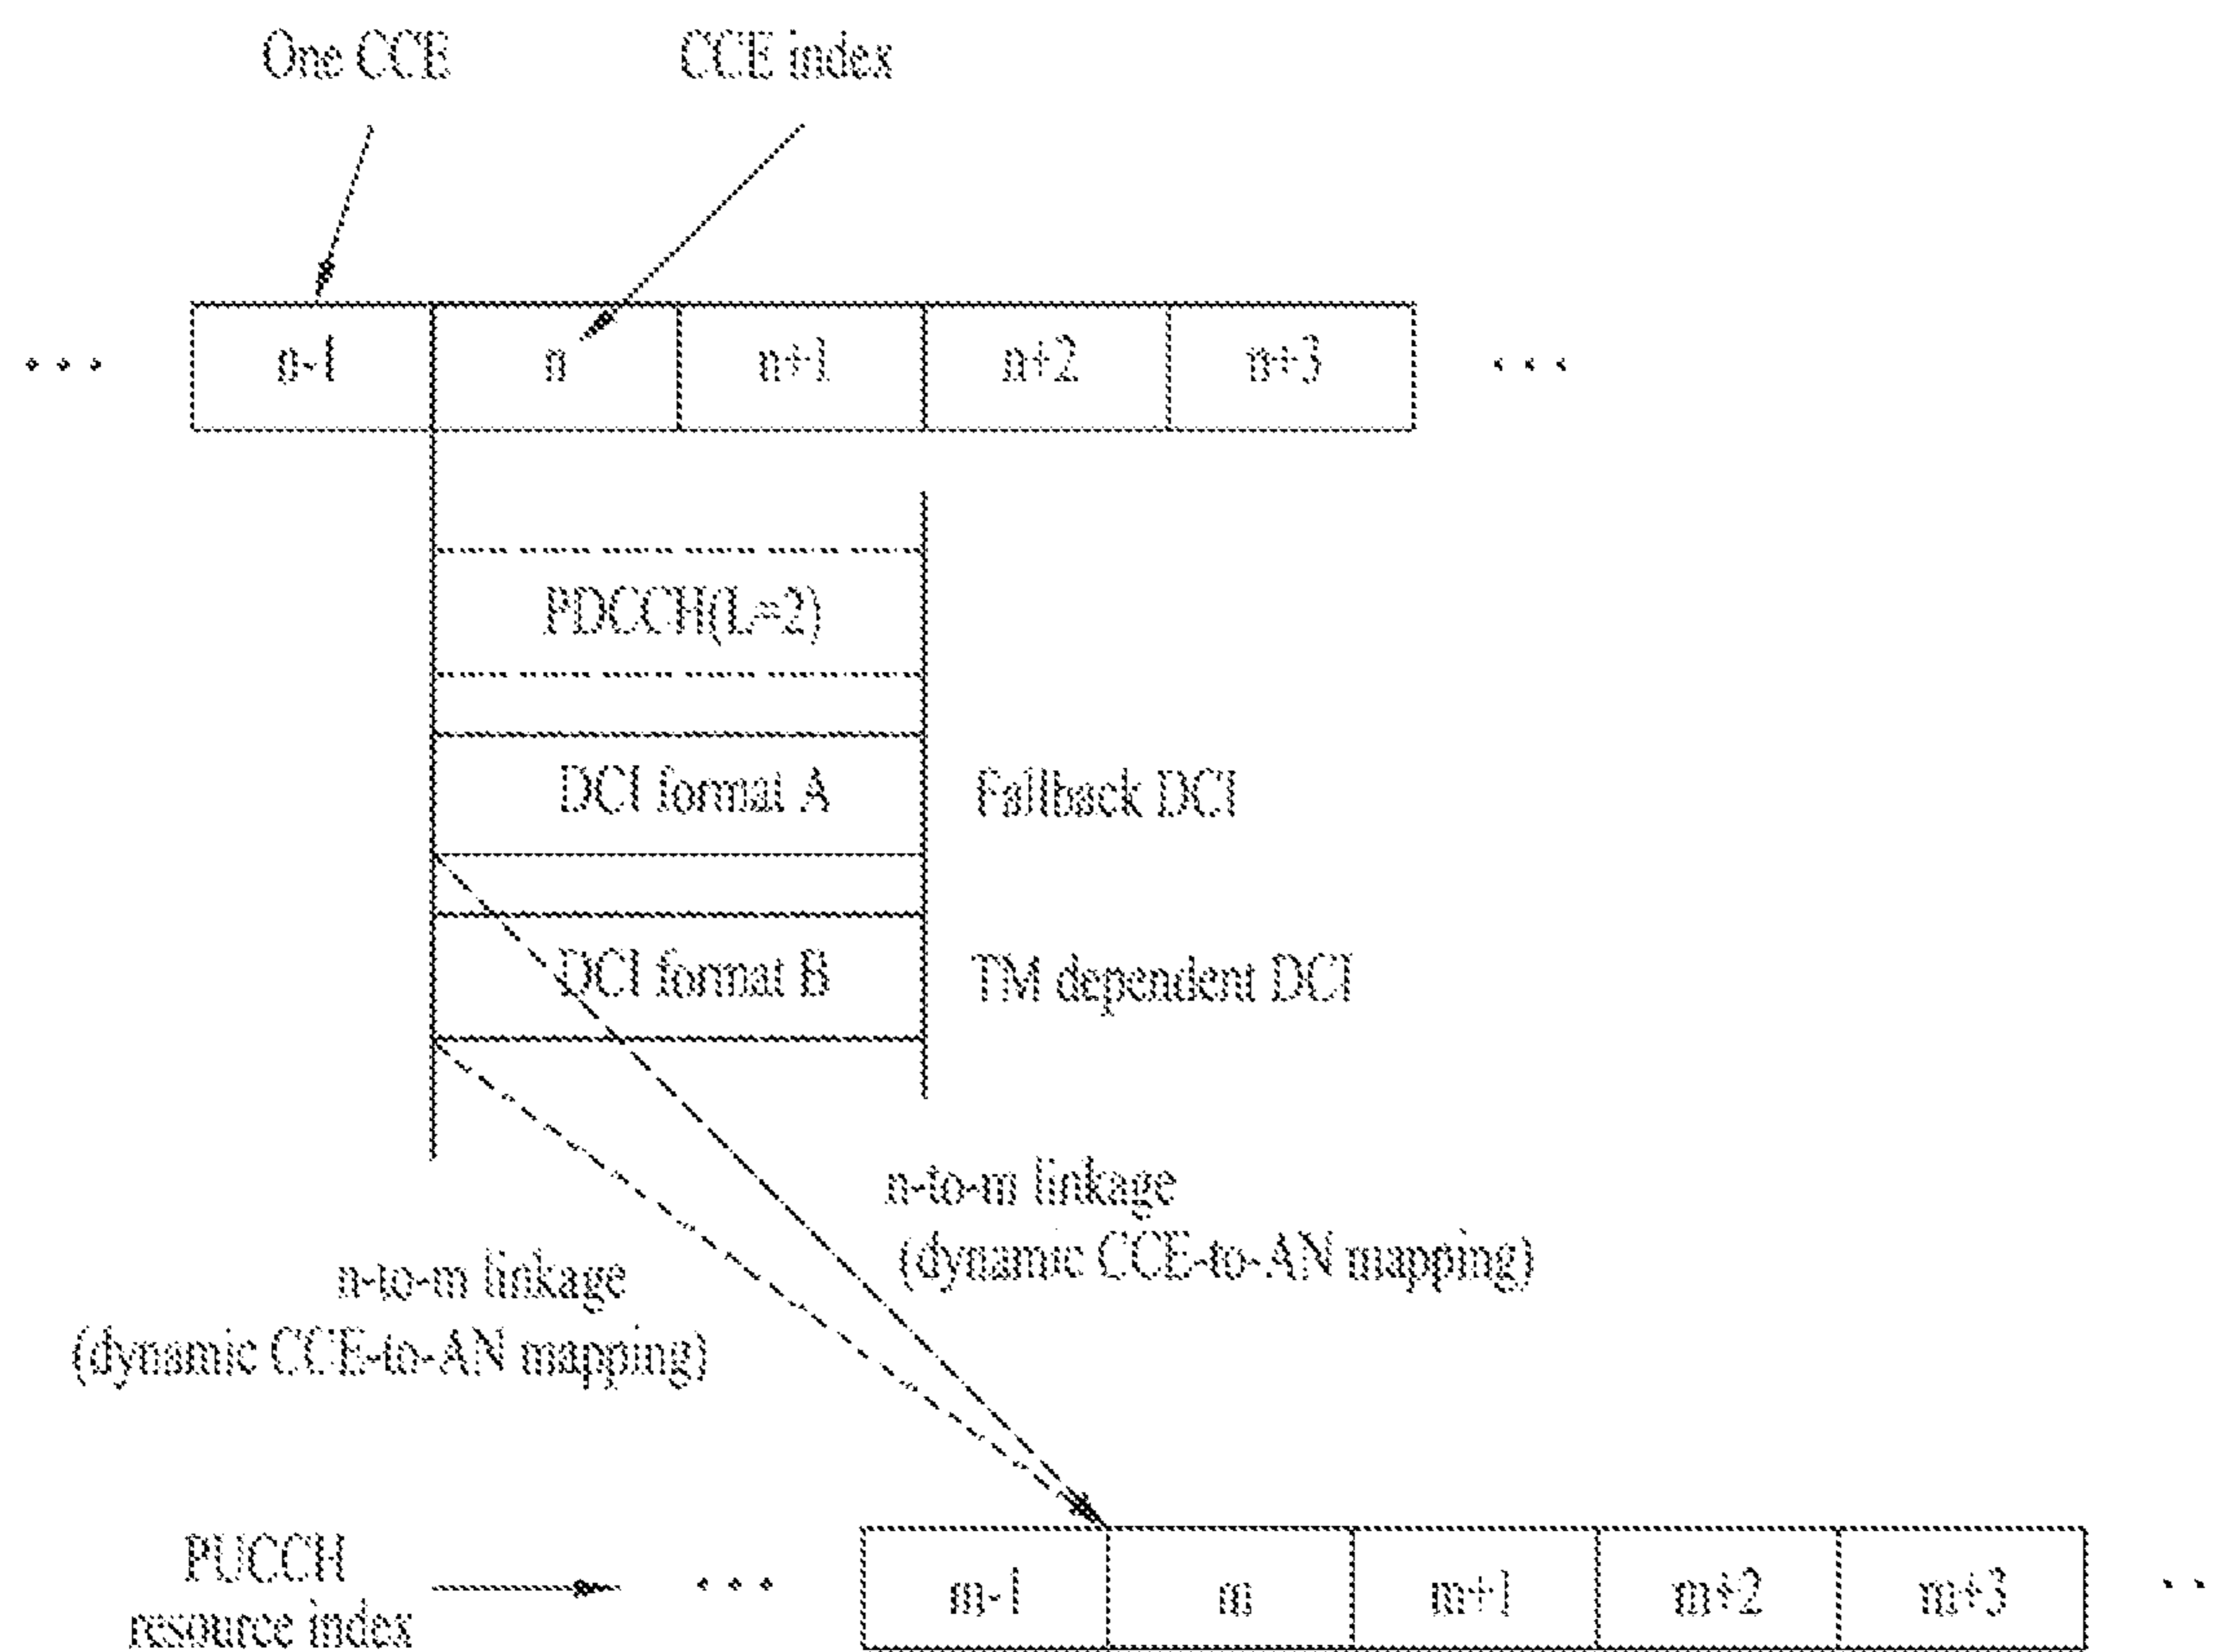 One CCE
CCE index
... n-1 n n+1 n+2 n+3 ...
PDCCH(L=2)
DCI format A
Fallback DCI
DCI format B
TM dependent DCI
n-to-m linkage
(dynamic CCE-to-AN mapping)
n-to-m linkage
(dynamic CCE-to-AN mapping)
PUCCH
resource index
... m-1 m m+1 m+2 m+3 ..